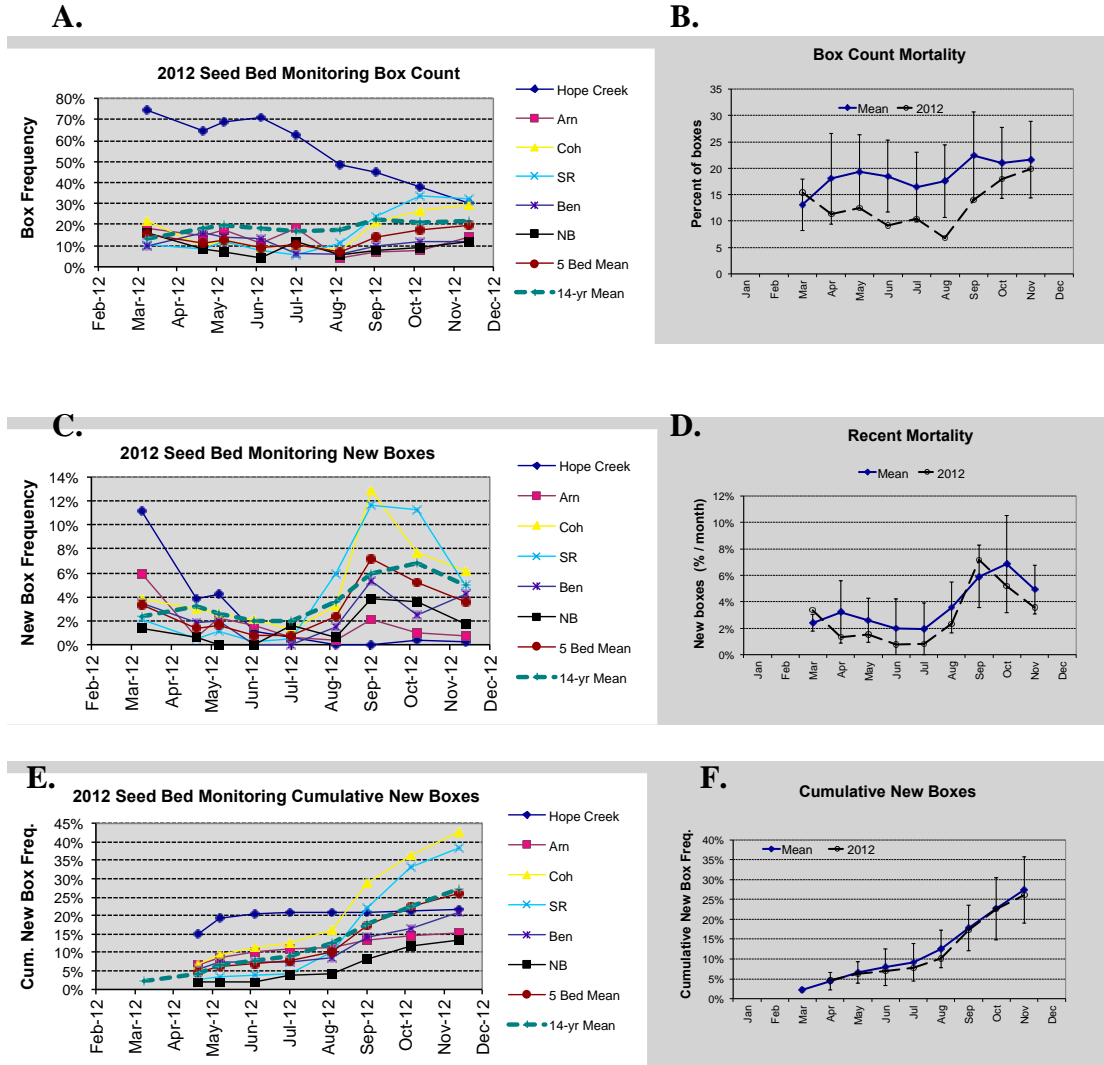 A.
2012 Seed Bed Monitoring Box Count
Box Frequency
80%
70%
60%
50%
40%
30%
20%
10%
0%
Feb-12
Mar-12
Apr-12
May-12
Jun-12
Jul-12
Aug-12
Sep-12
Oct-12
Nov-12
Dec-12
Hope Creek
Arn
Coh
SR
Ben
NB
5 Bed Mean
14-yr Mean
B.
Box Count Mortality
Percent of boxes
35
30
25
20
15
10
5
0
Mean
2012
Jan
Feb
Mar
Apr
May
Jun
Jul
Aug
Sep
Oct
Nov
Dec
C.
2012 Seed Bed Monitoring New Boxes
New Box Frequency
14%
12%
10%
8%
6%
4%
2%
0%
Feb-12
Mar-12
Apr-12
May-12
Jun-12
Jul-12
Aug-12
Sep-12
Oct-12
Nov-12
Dec-12
Hope Creek
Arn
Coh
SR
Ben
NB
5 Bed Mean
14-yr Mean
D.
Recent Mortality
Mean
2012
New boxes (% / month)
12%
10%
8%
6%
4%
2%
0%
Jan
Feb
Mar
Apr
May
Jun
Jul
Aug
Sep
Oct
Nov
Dec
E.
2012 Seed Bed Monitoring Cumulative New Boxes
Cum. New Box Freq.
45%
40%
35%
30%
25%
20%
15%
10%
5%
0%
Feb-12
Mar-12
Apr-12
May-12
Jun-12
Jul-12
Aug-12
Sep-12
Oct-12
Nov-12
Dec-12
Hope Creek
Arn
Coh
SR
Ben
NB
5 Bed Mean
14-yr Mean
F.
Cumulative New Boxes
Cumulative New Box Freq.
40%
35%
30%
25%
20%
15%
10%
5%
0%
Mean
2012
Jan
Feb
Mar
Apr
May
Jun
Jul
Aug
Sep
Oct
Nov
Dec